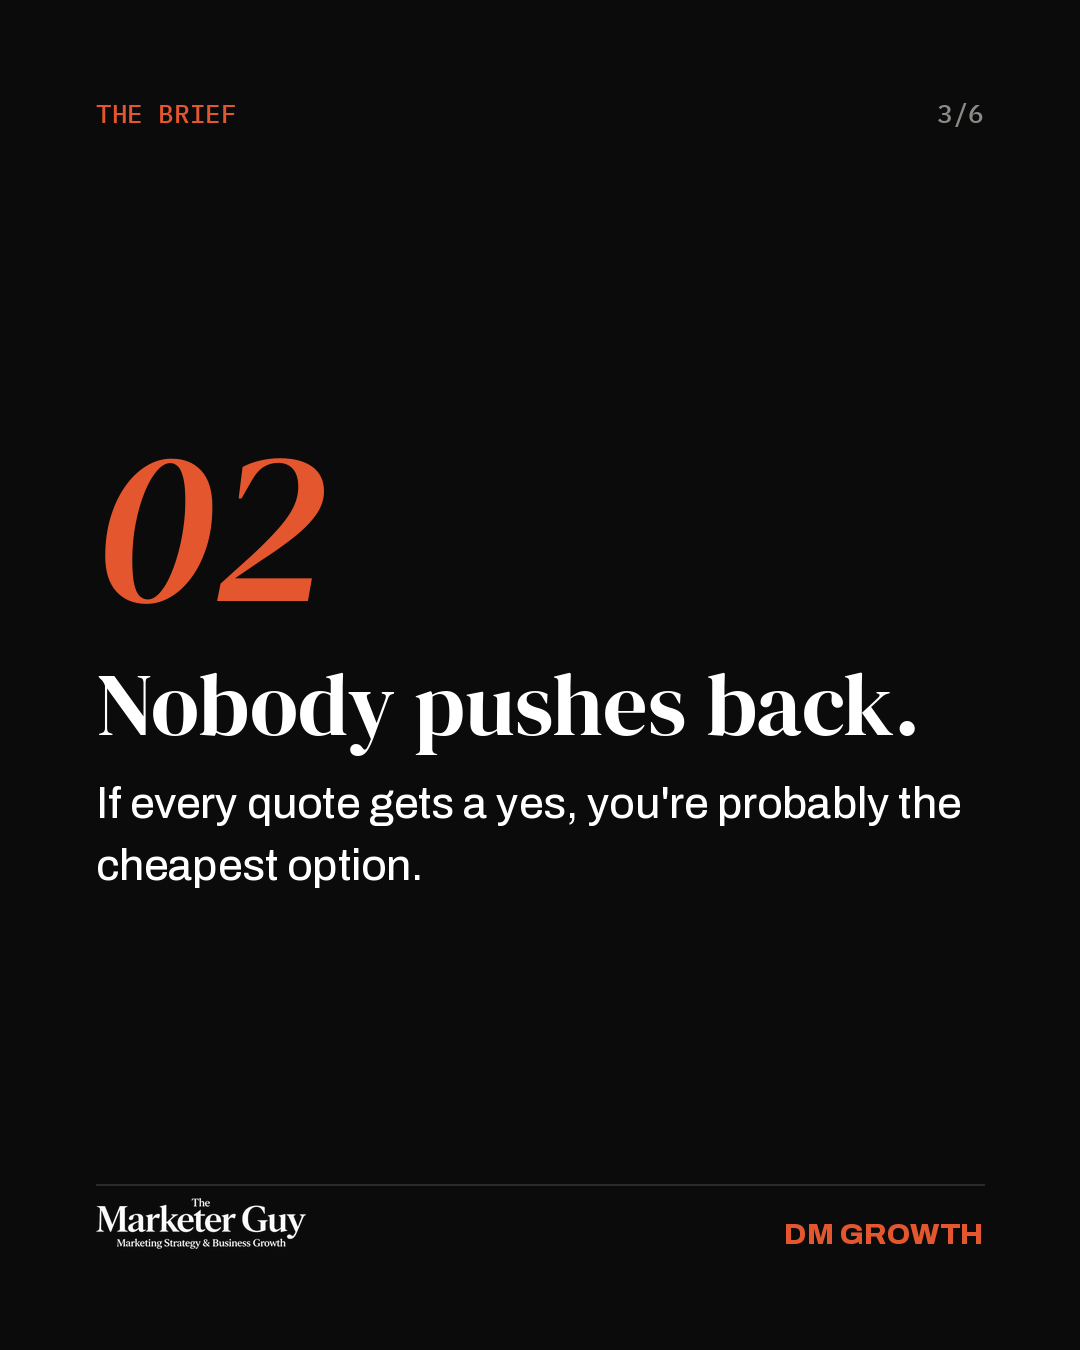 THE BRIEF
3/6
02
Nobody pushes back.
If every quote gets a yes, you're probably the
cheapest option.
The
Marketer Guy
Marketing Strategy & Business Growth
DM GROWTH